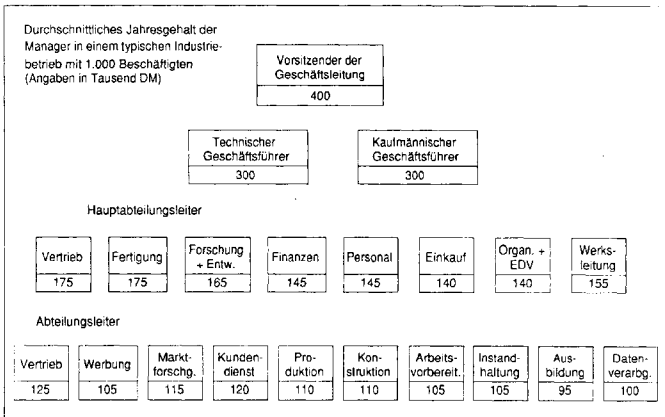 Durchschnittliches Jahresgehalt der
Manager in einem typischen Industrie-
betrieb mit 1.000 Beschäftigten
(Angaben in Tausend DM)
Vorsitzender der
Geschäftsleitung
400
Technischer
Geschäftsführer
300
Kaufmännischer
Geschäftsführer
300
Hauptabteilungsleiter
Vertrieb
175
Fertigung
175
Forschung
+ Entw.
165
Finanzen
145
Personal
145
Einkauf
140
Organ. +
EDV
140
Werks-
leitung
155
Abteilungsleiter
Vertrieb
125
Werbung
105
Markt-
forschg.
115
Kunden-
dienst
120
Pro-
duktion
110
Kon-
struktion
110
Arbeits-
vorbereit.
105
Instand-
haltung
105
Aus-
bildung
95
Daten-
verarbg.
100